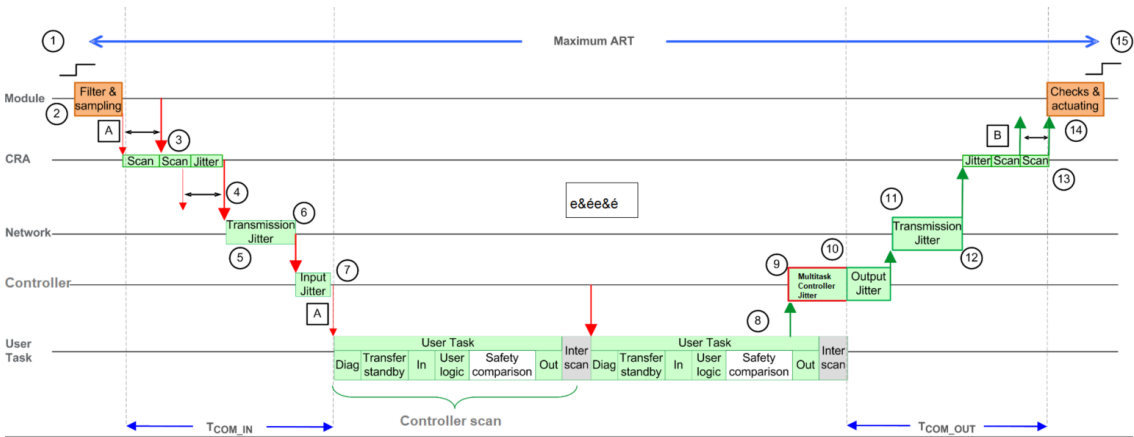 1
Maximum ART
15
Module
2
Filter &
sampling
Checks &
actuating
14
A
3
B
CRA
Scan
Scan
Jitter
Jitter
Scan
Scan
13
4
e&ée&é
6
11
Network
Transmission
Jitter
Transmission
Jitter
5
12
7
9
10
Controller
Input
Jitter
Multitask
Controller
Jitter
Output
Jitter
A
8
User
Task
User Task
Diag
Transfer
standby
In
User
logic
Safety
comparison
Out
Inter
scan
User Task
Diag
Transfer
standby
In
User
logic
Safety
comparison
Out
Inter
scan
Controller scan
TCOM_IN
TCOM_OUT